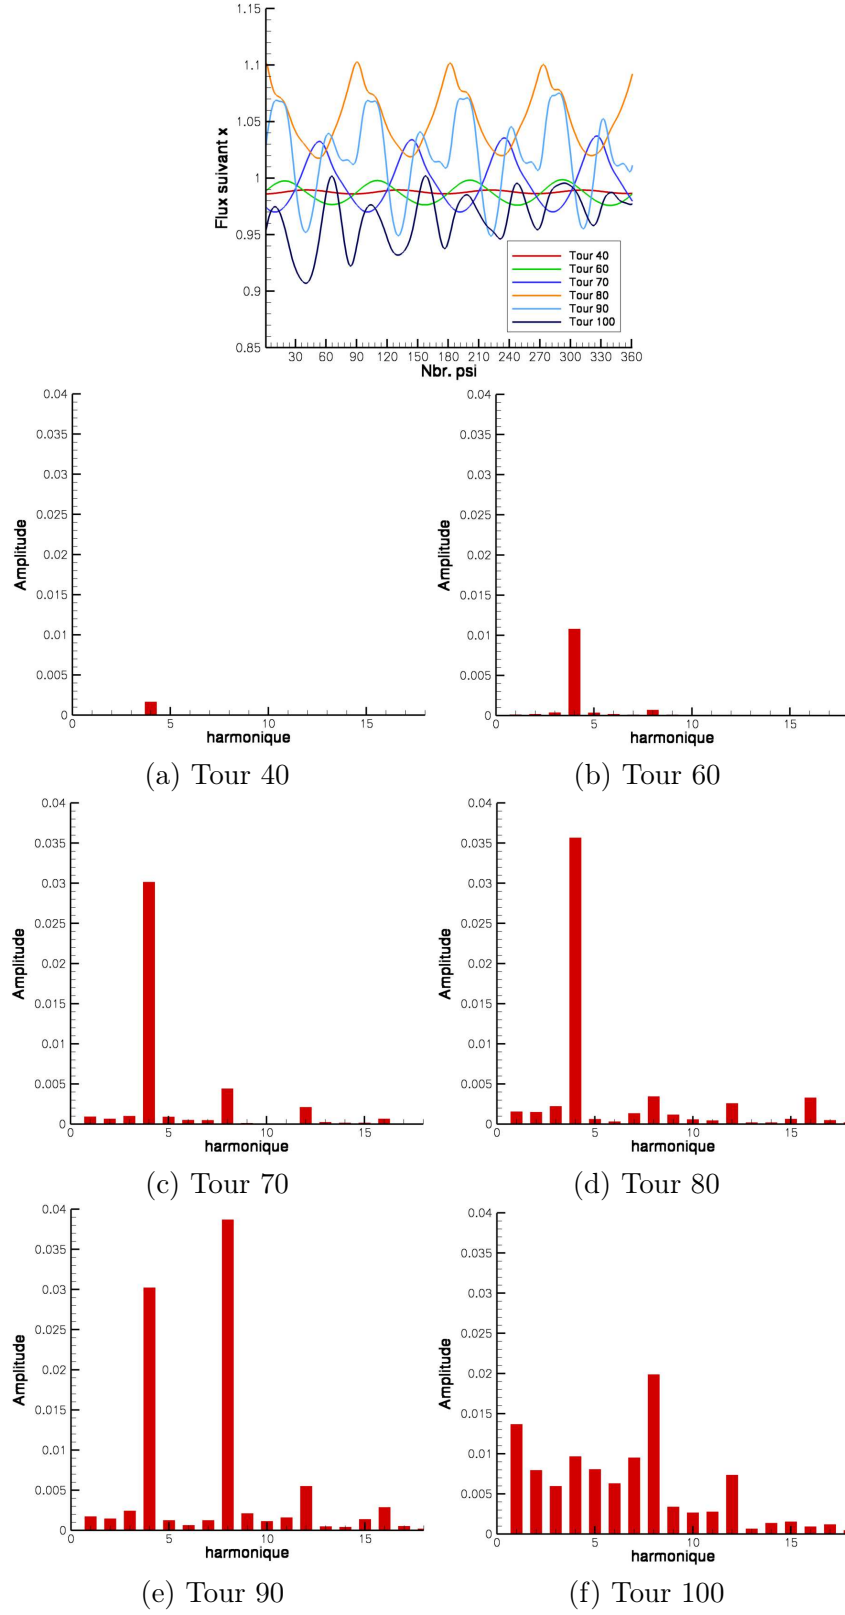 1.15
1.1
1.05
1
0.95
0.9
0.85
Flux suivant x
Tour 40
Tour 60
Tour 70
Tour 80
Tour 90
Tour 100
30 60 90 120 150 180 210 240 270 300 330 360
Nbr. psi
0.04
0.035
0.03
0.025
0.02
0.015
0.01
0.005
0
Amplitude
0 5 10 15
harmonique
(a) Tour 40
0.04
0.035
0.03
0.025
0.02
0.015
0.01
0.005
0
Amplitude
0 5 10 15
harmonique
(b) Tour 60
0.04
0.035
0.03
0.025
0.02
0.015
0.01
0.005
0
Amplitude
0 5 10 15
harmonique
(c) Tour 70
0.04
0.035
0.03
0.025
0.02
0.015
0.01
0.005
0
Amplitude
0 5 10 15
harmonique
(d) Tour 80
0.04
0.035
0.03
0.025
0.02
0.015
0.01
0.005
0
Amplitude
0 5 10 15
harmonique
(e) Tour 90
0.04
0.035
0.03
0.025
0.02
0.015
0.01
0.005
0
Amplitude
0 5 10 15
harmonique
(f) Tour 100